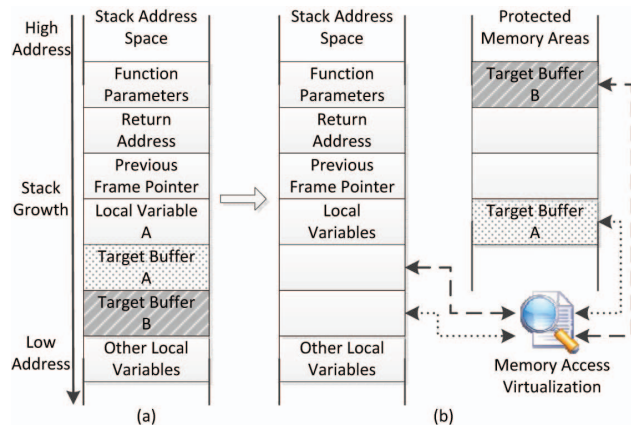 High
Address
Stack
Growth
Low
Address
Stack Address
Space
Function
Parameters
Return
Address
Previous
Frame Pointer
Local Variable
A
Target Buffer
A
Target Buffer
B
Other Local
Variables
(a)
Stack Address
Space
Function
Parameters
Return
Address
Previous
Frame Pointer
Local
Variables
Other Local
Variables
Protected
Memory Areas
Target Buffer
B
Target Buffer
A
Memory Access
Virtualization
(b)